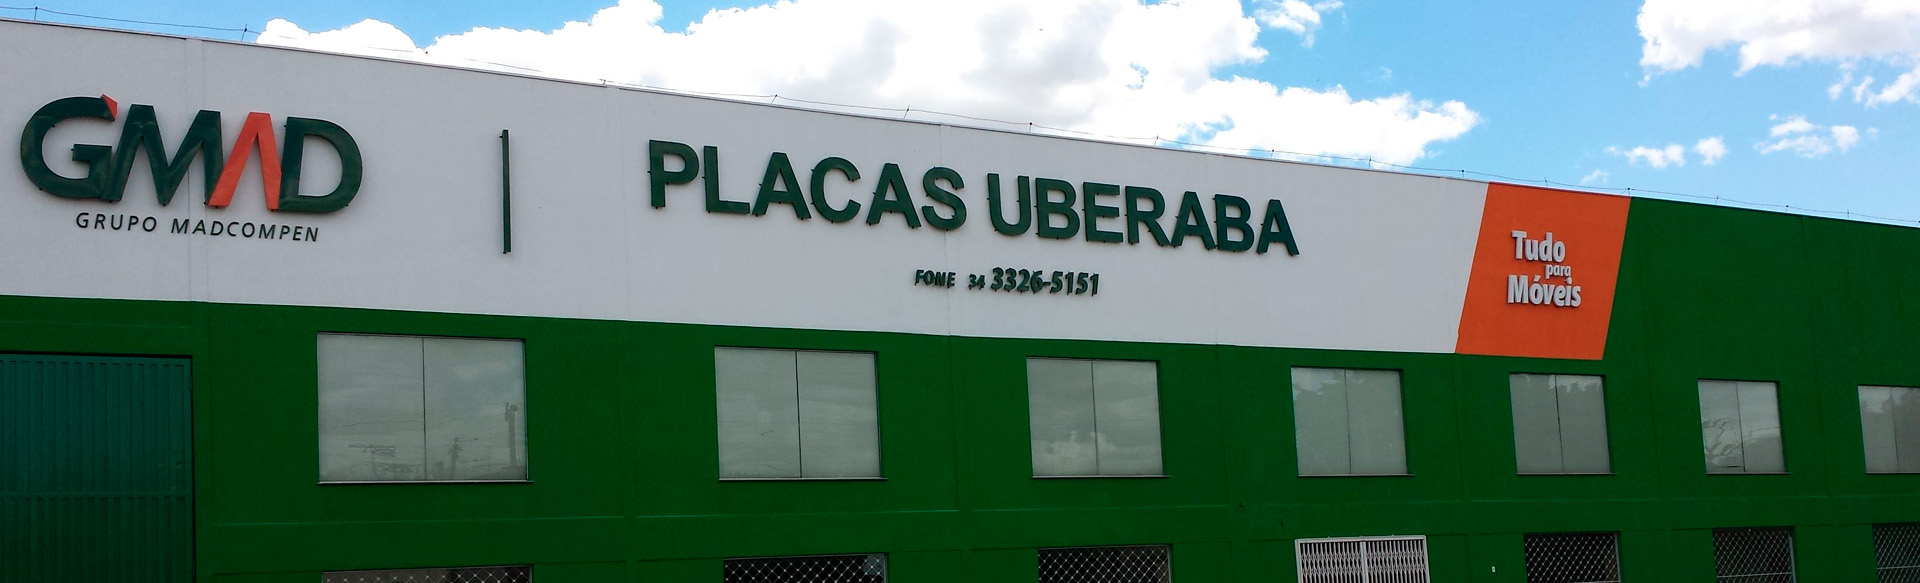 GMAD
GRUPO MADCOMPEN
PLACAS UBERABA
FONE 34 3326-5151
Tudo
para
Móveis